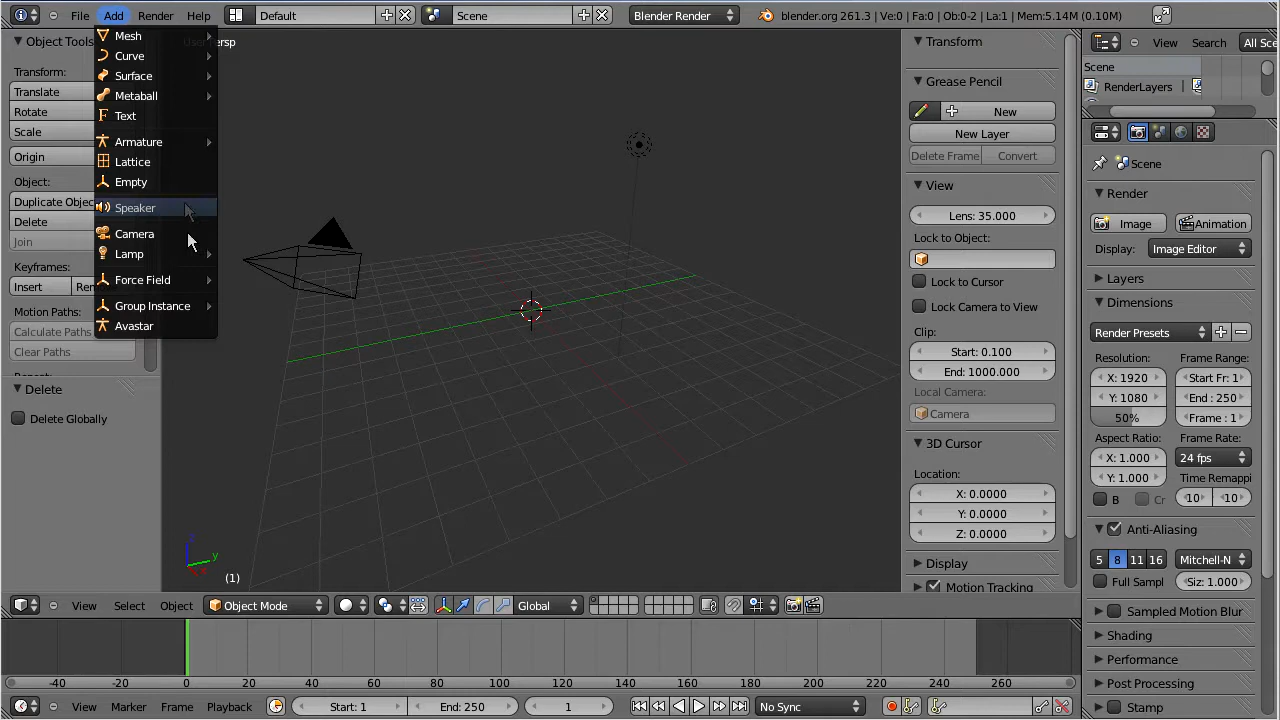 File Add Render Help Default Scene Blender Render blender.org 261.3 | Ve:0 | Fa:0 | Ob:0-2 | La:1 | Mem:5.14M (0.10M)
Mesh
Curve
Surface
Metaball
Text
Armature
Lattice
Empty
Speaker
Camera
Lamp
Force Field
Group Instance
Avastar
Object Tools
Transform:
Translate
Rotate
Scale
Origin
Object:
Duplicate Objec
Delete
Join
Keyframes:
Insert
Motion Paths:
Calculate Paths
Clear Paths
Delete
Delete Globally
z
y
(1)
Transform
Grease Pencil
New
New Layer
Delete Frame Convert
View
Lens: 35.000
Lock to Object:
Lock to Cursor
Lock Camera to View
Clip:
Start: 0.100
End: 1000.000
Local Camera:
Camera
3D Cursor
Location:
X: 0.0000
Y: 0.0000
Z: 0.0000
Display
Motion Tracking
View Search All Sce
Scene
RenderLayers |
Scene
Render
Image Animation
Display: Image Editor
Layers
Dimensions
Render Presets
Resolution: Frame Range:
X: 1920 Start Fr: 1
Y: 1080 End : 250
50% Frame : 1
Aspect Ratio: Frame Rate:
X: 1.000 24 fps
Y: 1.000 Time Remappi
B Cr 10 10
Anti-Aliasing
5 8 11 16 Mitchell-N
Full Sampl Siz: 1.000
Sampled Motion Blur
Shading
Performance
Post Processing
Stamp
View Select Object Object Mode Global
-40 -20 0 20 40 60 80 100 120 140 160 180 200 220 240 260
View Marker Frame Playback Start: 1 End: 250 1 No Sync